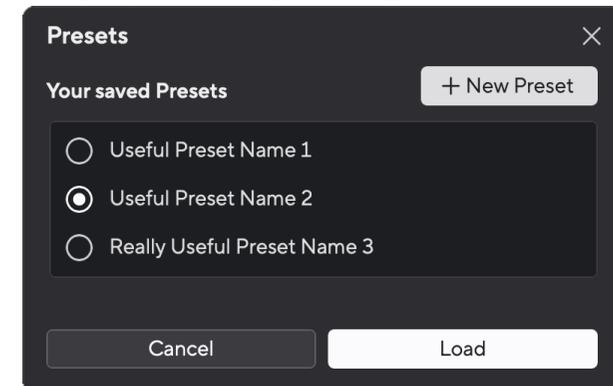 Presets
Your saved Presets
+ New Preset
Useful Preset Name 1
Useful Preset Name 2
Really Useful Preset Name 3
Cancel
Load